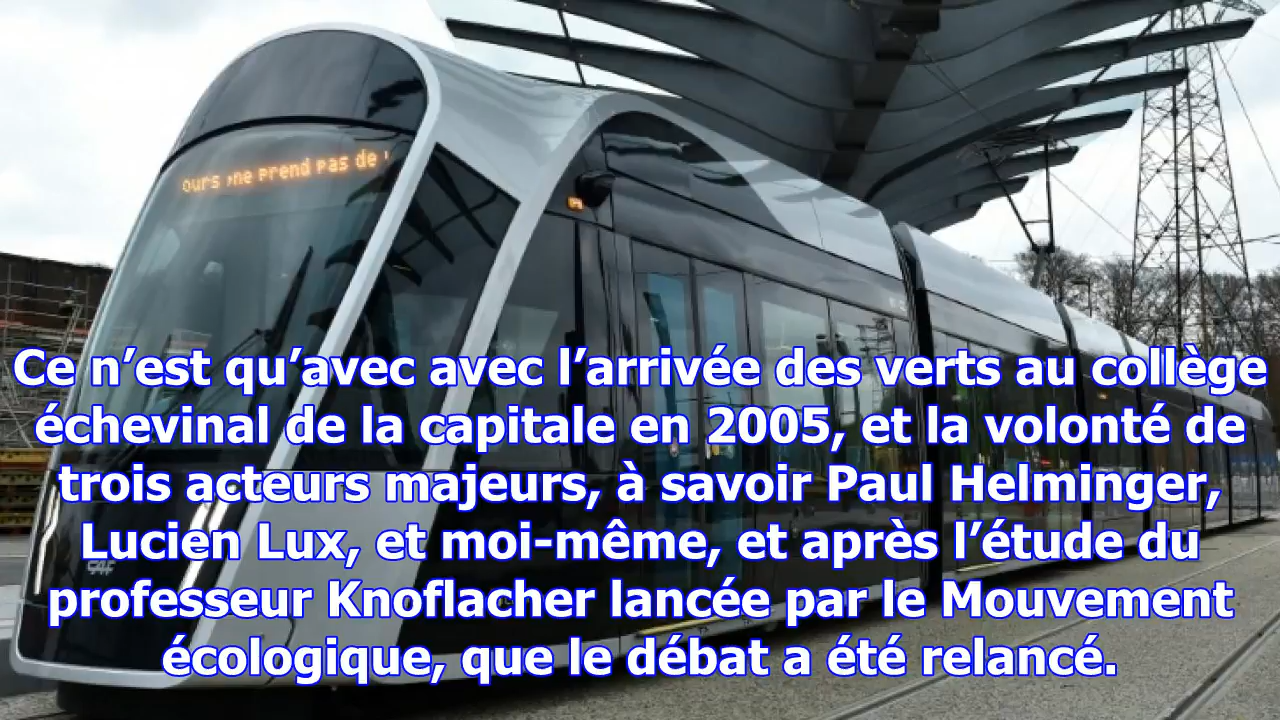 ours ,ne prend pas de
Ce n’est qu’avec avec l’arrivée des verts au collège
échevinal de la capitale en 2005, et la volonté de
trois acteurs majeurs, à savoir Paul Helminger,
Lucien Lux, et moi-même, et après l’étude du
professeur Knoflacher lancée par le Mouvement
écologique, que le débat a été relancé.
CAF